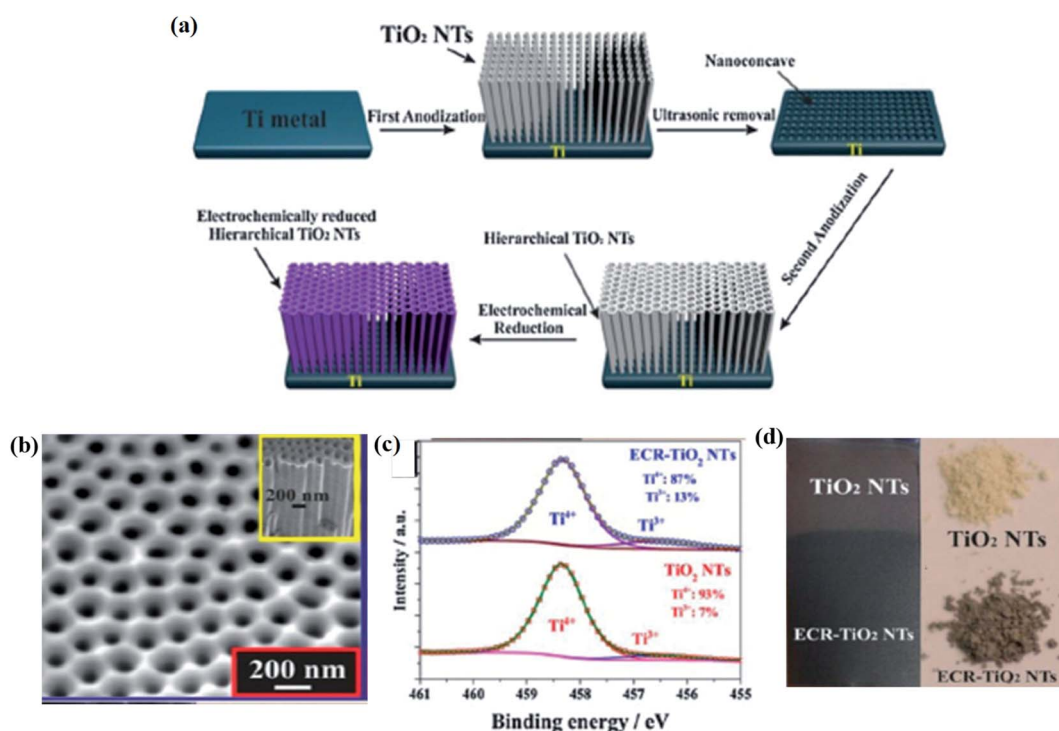 (a)
TiO₂ NTs
Nanoconcave
Ti metal
First Anodization
Ultrasonic removal
Ti
Ti
Electrochemically reduced
Hierarchical TiO₂ NTs
Hierarchical TiO₂ NTs
Second Anodization
Electrochemical
Reduction
Ti
Ti
(b)
200 nm
200 nm
(c)
ECR-TiO₂ NTs
Ti⁴⁺: 87%
Ti³⁺: 13%
Ti⁴⁺
Ti³⁺
TiO₂ NTs
Ti⁴⁺: 93%
Ti³⁺: 7%
Ti⁴⁺
Ti³⁺
Intensity / a.u.
461 460 459 458 457 456 455
Binding energy / eV
(d)
TiO₂ NTs
TiO₂ NTs
ECR-TiO₂ NTs
ECR-TiO₂ NTs